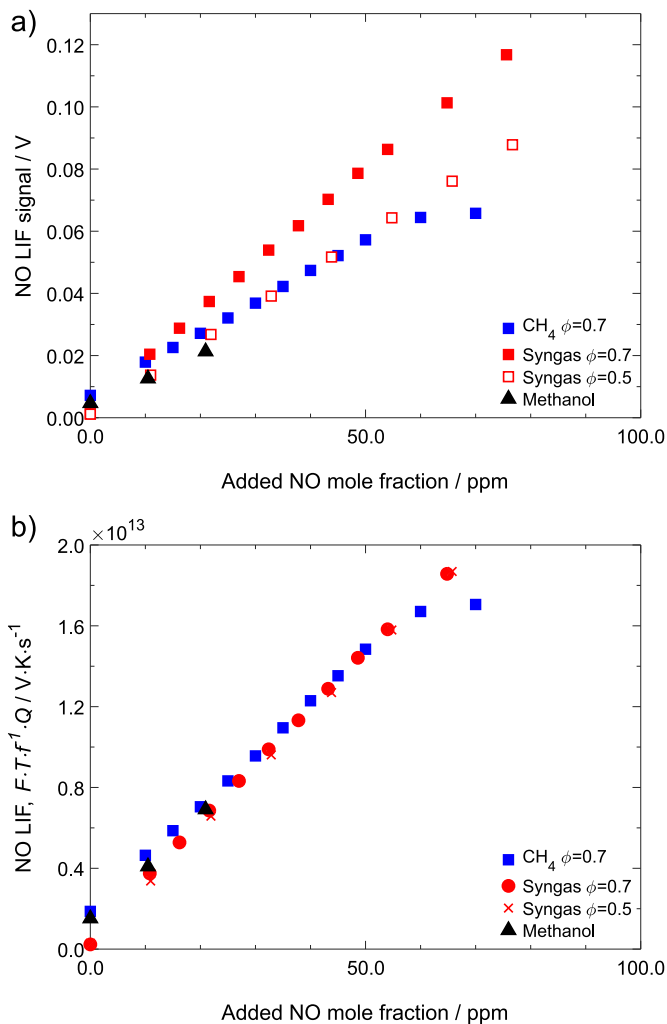 a)
0.12
0.10
0.08
0.06
0.04
0.02
0.00
NO LIF signal / V
CH₄ ϕ=0.7
Syngas ϕ=0.7
Syngas ϕ=0.5
Methanol
0.0 50.0 100.0
Added NO mole fraction / ppm
b)
×10¹³
2.0
1.6
1.2
0.8
0.4
0.0
NO LIF, F·T·f⁻¹·Q / V·K·s⁻¹
CH₄ ϕ=0.7
Syngas ϕ=0.7
Syngas ϕ=0.5
Methanol
0.0 50.0 100.0
Added NO mole fraction / ppm